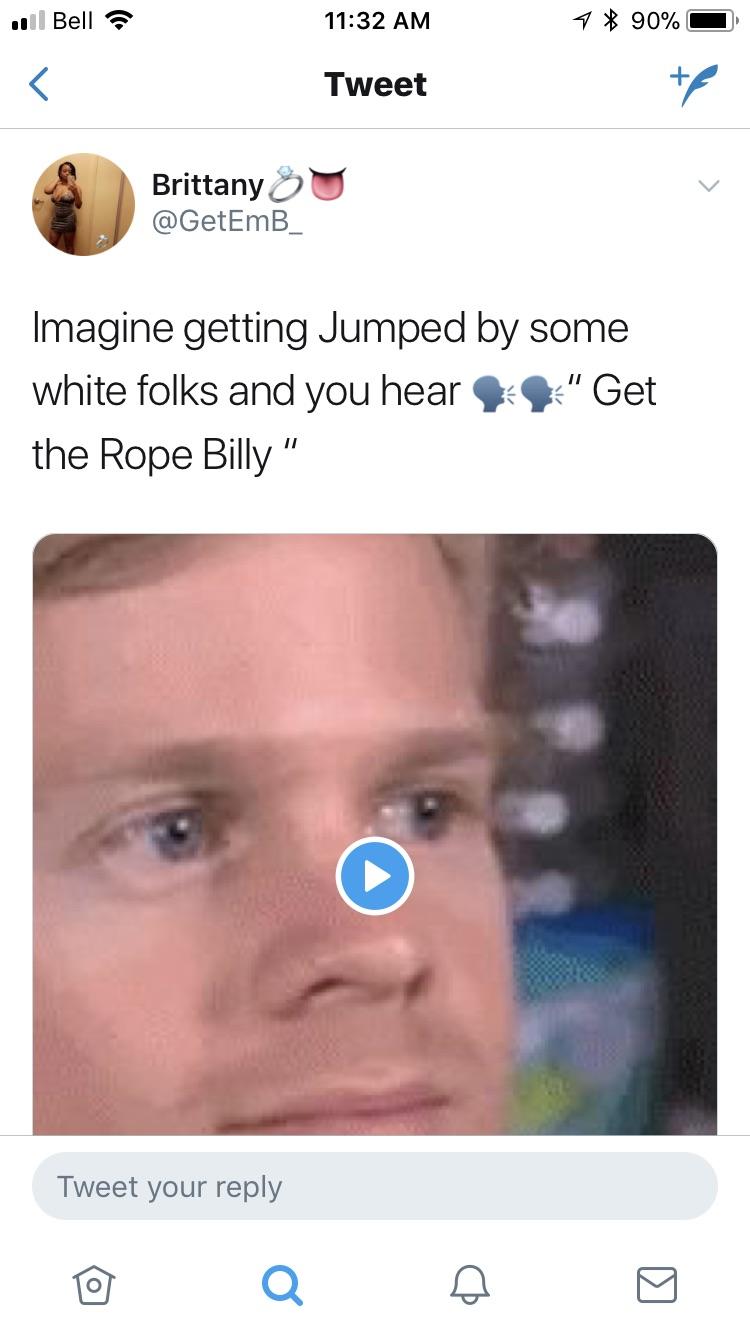 Bell 11:32 AM 90%
Tweet
Brittany💍👅
@GetEmB_
Imagine getting Jumped by some
white folks and you hear 🗣🗣“ Get
the Rope Billy “
Tweet your reply